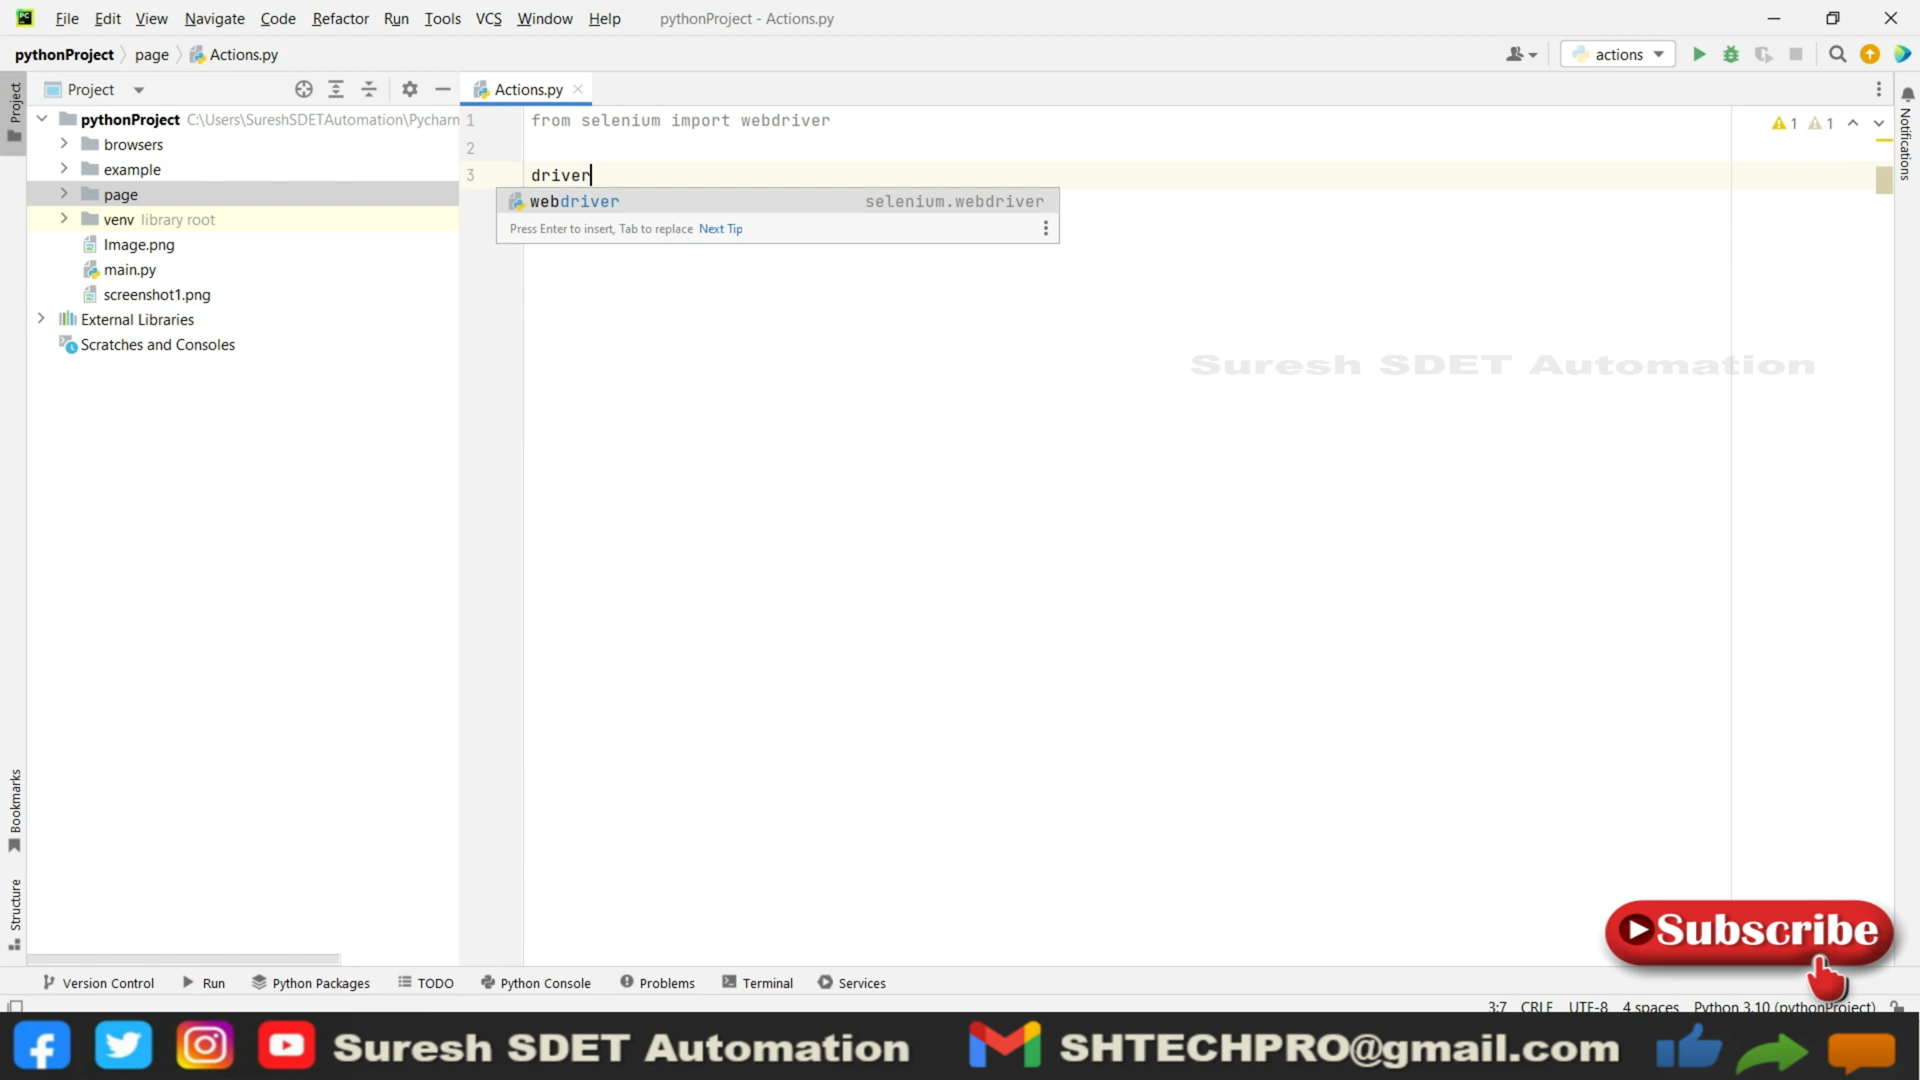 File Edit View Navigate Code Refactor Run Tools VCS Window Help pythonProject - Actions.py
pythonProject page Actions.py
actions
Project
Actions.py
Project
Notifications
pythonProject C:\Users\SureshSDETAutomation\Pycharm
browsers
example
page
venv library root
Image.png
main.py
screenshot1.png
External Libraries
Scratches and Consoles
1 from selenium import webdriver
2
3 driver
1 1
webdriver selenium.webdriver
Press Enter to insert, Tab to replace Next Tip
Suresh SDET Automation
Bookmarks
Structure
Subscribe
Version Control Run Python Packages TODO Python Console Problems Terminal Services
3:7 CRLF UTF-8 4 spaces Python 3.10 (pythonProject)
Suresh SDET Automation SHTECHPRO@gmail.com